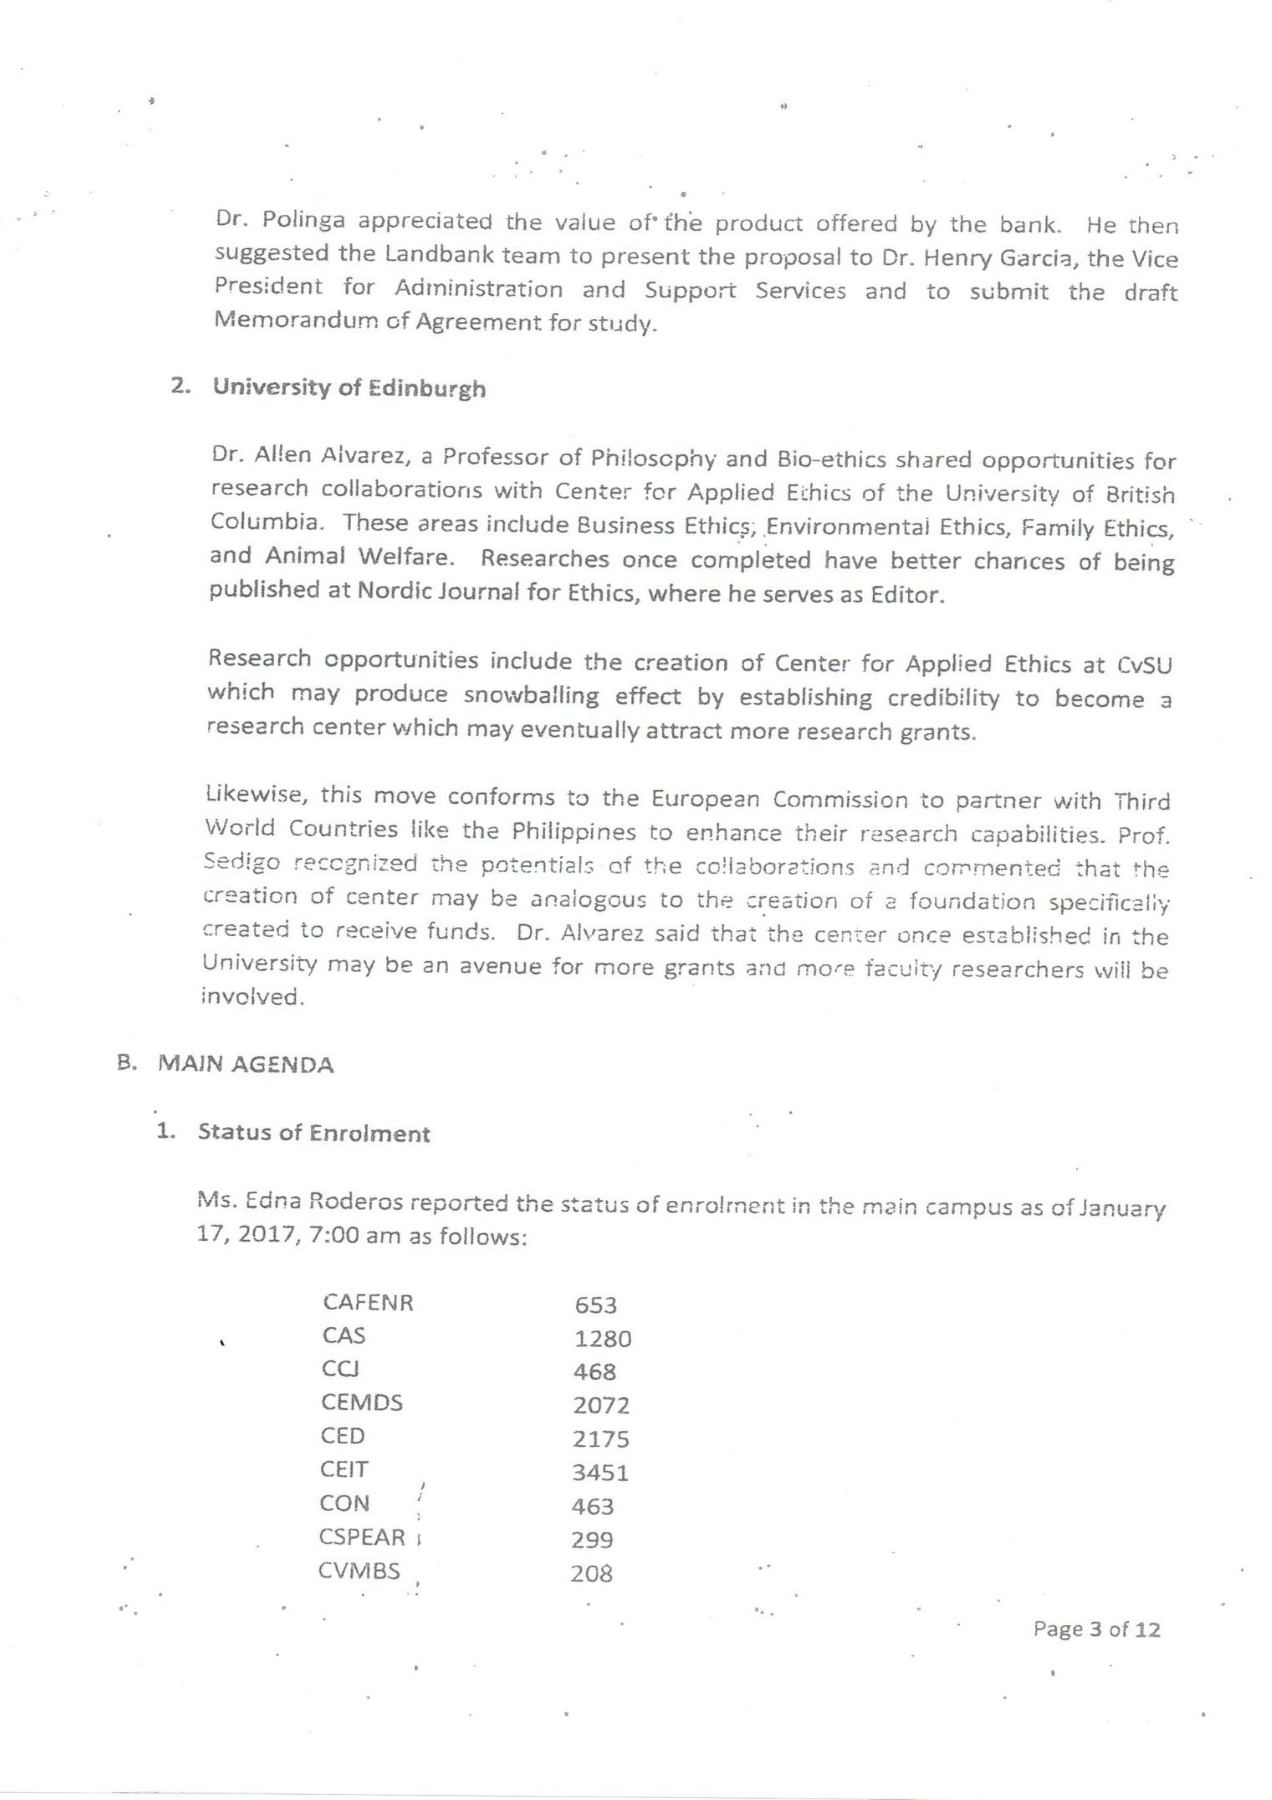 Dr. Polinga appreciated the value of the product offered by the bank. He then
suggested the Landbank team to present the proposal to Dr. Henry Garcia, the Vice
President for Administration and Support Services and to submit the draft
Memorandum of Agreement for study.
2. University of Edinburgh
Dr. Allen Alvarez, a Professor of Philosophy and Bio-ethics shared opportunities for
research collaborations with Center for Applied Ethics of the University of British
Columbia. These areas include Business Ethics, Environmental Ethics, Family Ethics,
and Animal Welfare. Researches once completed have better chances of being
published at Nordic Journal for Ethics, where he serves as Editor.
Research opportunities include the creation of Center for Applied Ethics at CvSU
which may produce snowballing effect by establishing credibility to become a
research center which may eventually attract more research grants.
Likewise, this move conforms to the European Commission to partner with Third
World Countries like the Philippines to enhance their research capabilities. Prof.
Sedigo recognized the potentials of the collaborations and commented that the
creation of center may be analogous to the creation of a foundation specifically
created to receive funds. Dr. Alvarez said that the center once established in the
University may be an avenue for more grants and more faculty researchers will be
involved.
B. MAIN AGENDA
1. Status of Enrolment
Ms. Edna Roderos reported the status of enrolment in the main campus as of January
17, 2017, 7:00 am as follows:
CAFENR 653
CAS 1280
CCJ 468
CEMDS 2072
CED 2175
CEIT 3451
CON 463
CSPEAR 299
CVMBS 208
Page 3 of 12